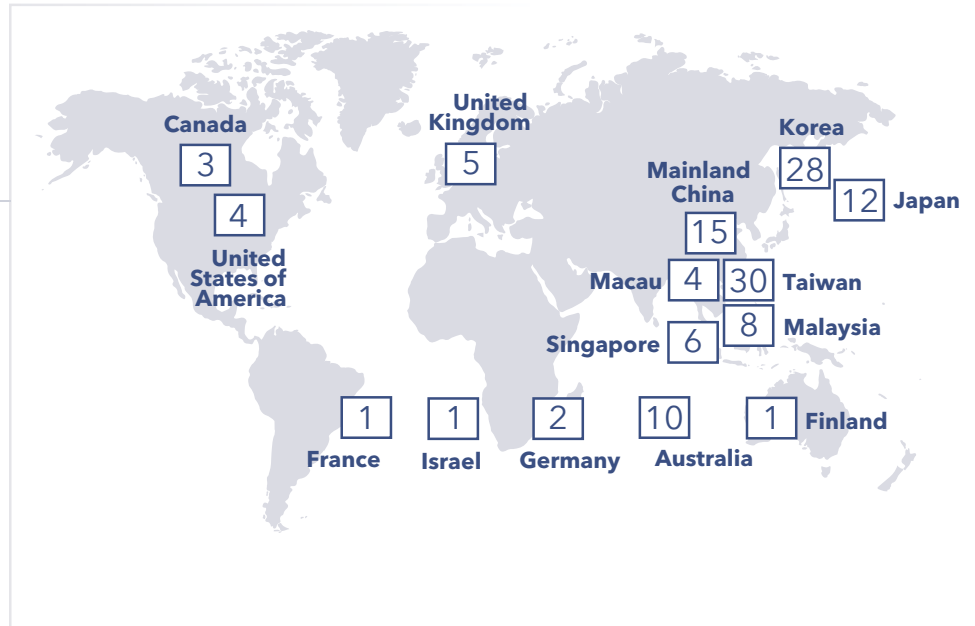 Canada
3
4
United
States of
America
United
Kingdom
5
Korea
28
12 Japan
Mainland
China
15
Macau 4
30 Taiwan
8 Malaysia
Singapore 6
1
France
1
Israel
2
Germany
10
Australia
1 Finland